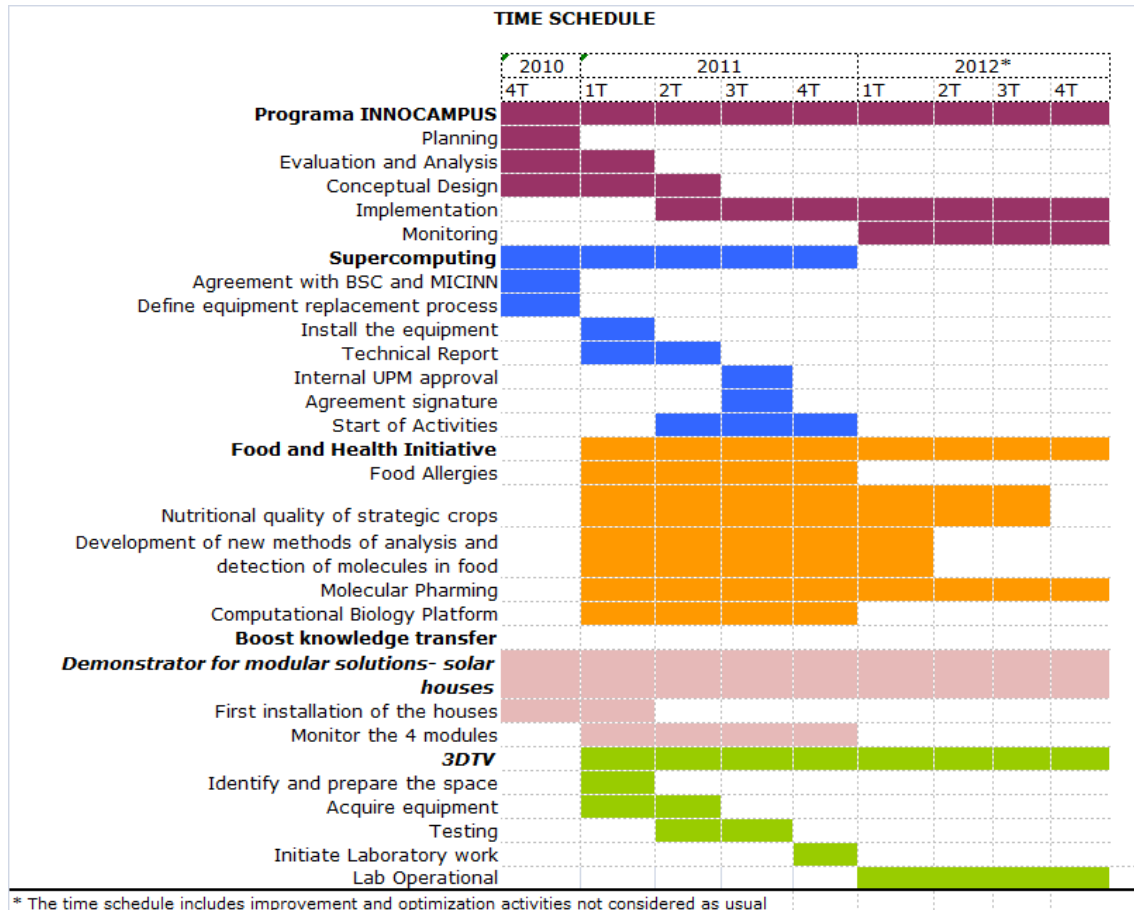 TIME SCHEDULE
2010 2011 2012*
4T 1T 2T 3T 4T 1T 2T 3T 4T
Programa INNOCAMPUS
Planning
Evaluation and Analysis
Conceptual Design
Implementation
Monitoring
Supercomputing
Agreement with BSC and MICINN
Define equipment replacement process
Install the equipment
Technical Report
Internal UPM approval
Agreement signature
Start of Activities
Food and Health Initiative
Food Allergies
Nutritional quality of strategic crops
Development of new methods of analysis and
detection of molecules in food
Molecular Pharming
Computational Biology Platform
Boost knowledge transfer
Demonstrator for modular solutions- solar
houses
First installation of the houses
Monitor the 4 modules
3DTV
Identify and prepare the space
Acquire equipment
Testing
Initiate Laboratory work
Lab Operational
* The time schedule includes improvement and optimization activities not considered as usual